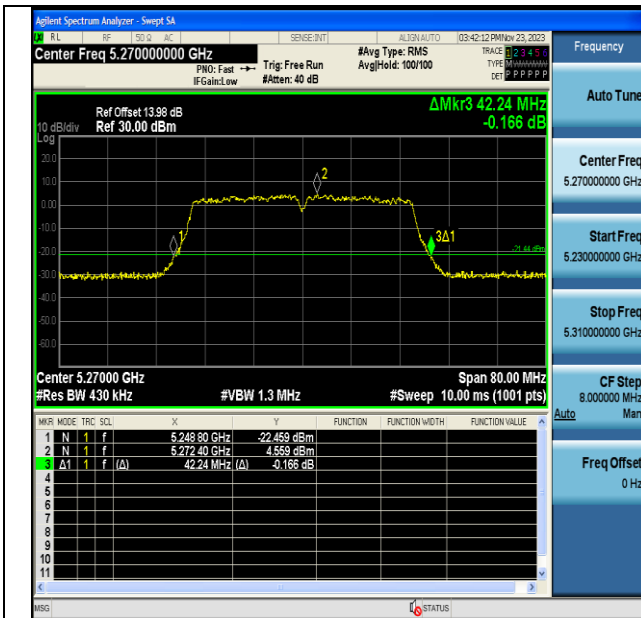 Agilent Spectrum Analyzer - Swept SA
RL RF 50 Ω AC SENSE:INT ALIGN AUTO 03:42:12 PM Nov 23, 2023
Center Freq 5.270000000 GHz
PNO: Fast
IFGain:Low
Trig: Free Run
#Atten: 40 dB
#Avg Type: RMS
Avg|Hold: 100/100
TRACE 1 2 3 4 5 6
TYPE M
DET P P P P P P
ΔMkr3 42.24 MHz
-0.166 dB
Ref Offset 13.98 dB
10 dB/div Ref 30.00 dBm
Log
20.0
10.0
0.00
-10.0
-20.0
-30.0
-40.0
-50.0
-60.0
1
2
3Δ1
-21.44 dBm
Center 5.27000 GHz Span 80.00 MHz
#Res BW 430 kHz #VBW 1.3 MHz #Sweep 10.00 ms (1001 pts)
MKR MODE TRC SCL X Y FUNCTION FUNCTION WIDTH FUNCTION VALUE
1 N 1 f 5.248 80 GHz -22.459 dBm
2 N 1 f 5.272 40 GHz 4.559 dBm
3 Δ1 1 f (Δ) 42.24 MHz (Δ) -0.166 dB
4
5
6
7
8
9
10
11
MSG STATUS
Frequency
Auto Tune
Center Freq
5.270000000 GHz
Start Freq
5.230000000 GHz
Stop Freq
5.310000000 GHz
CF Step
8.000000 MHz
Auto Man
Freq Offset
0 Hz